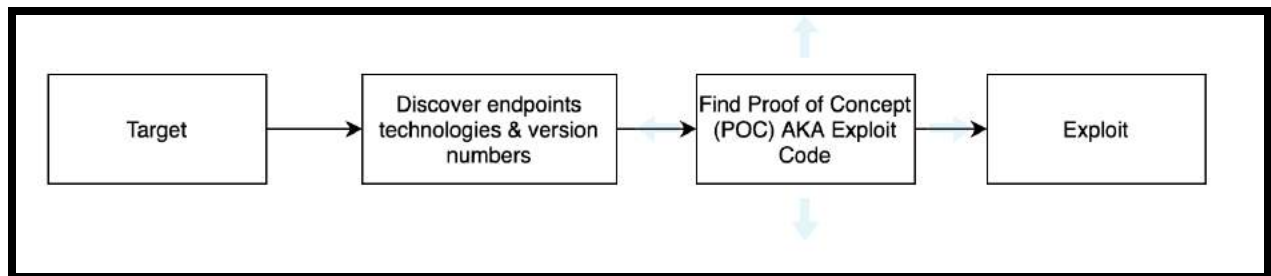 Target
Discover endpoints
technologies & version
numbers
Find Proof of Concept
(POC) AKA Exploit
Code
Exploit